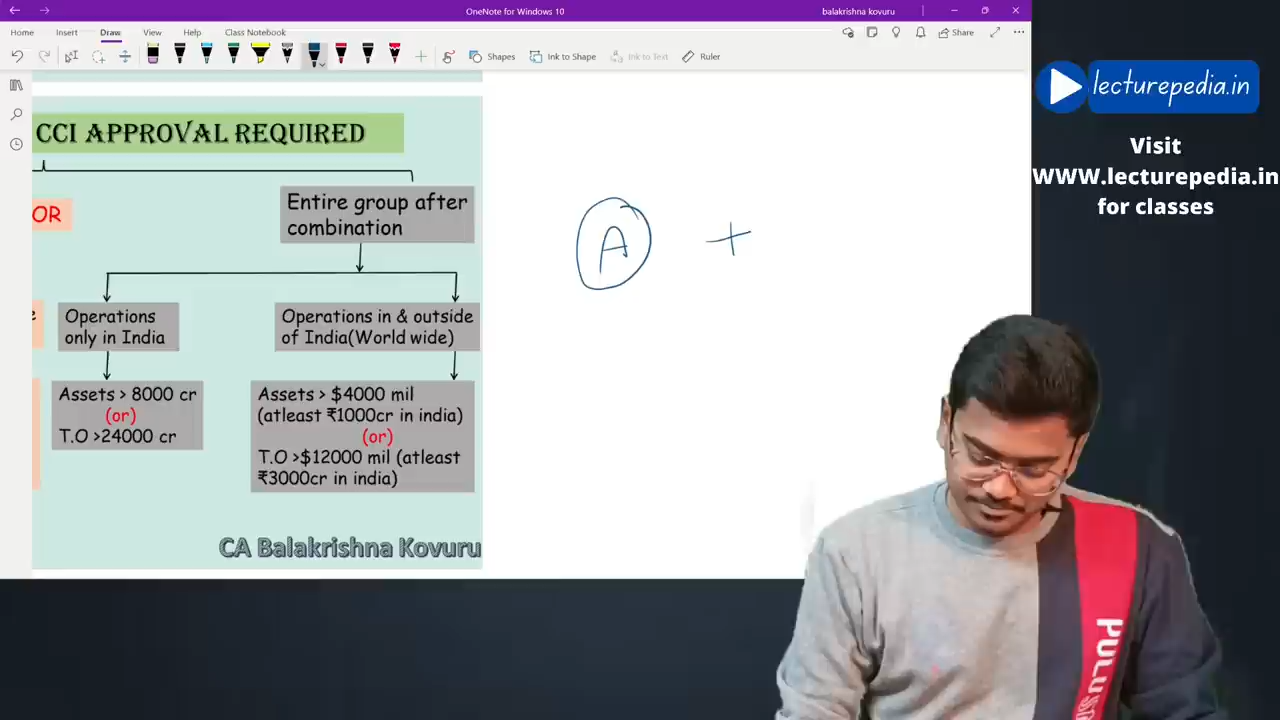 OneNote for Windows 10
balakrishna kovuru
Home Insert Draw View Help Class Notebook
Share
Shapes Ink to Shape Ink to Text Ruler
CCI APPROVAL REQUIRED
OR
Entire group after
combination
Operations
only in India
Operations in & outside
of India(World wide)
Assets > 8000 cr
(or)
T.O >24000 cr
Assets > $4000 mil
(atleast ₹1000cr in india)
(or)
T.O >$12000 mil (atleast
₹3000cr in india)
CA Balakrishna Kovuru
A +
lecturepedia.in
Visit
WWW.lecturepedia.in
for classes